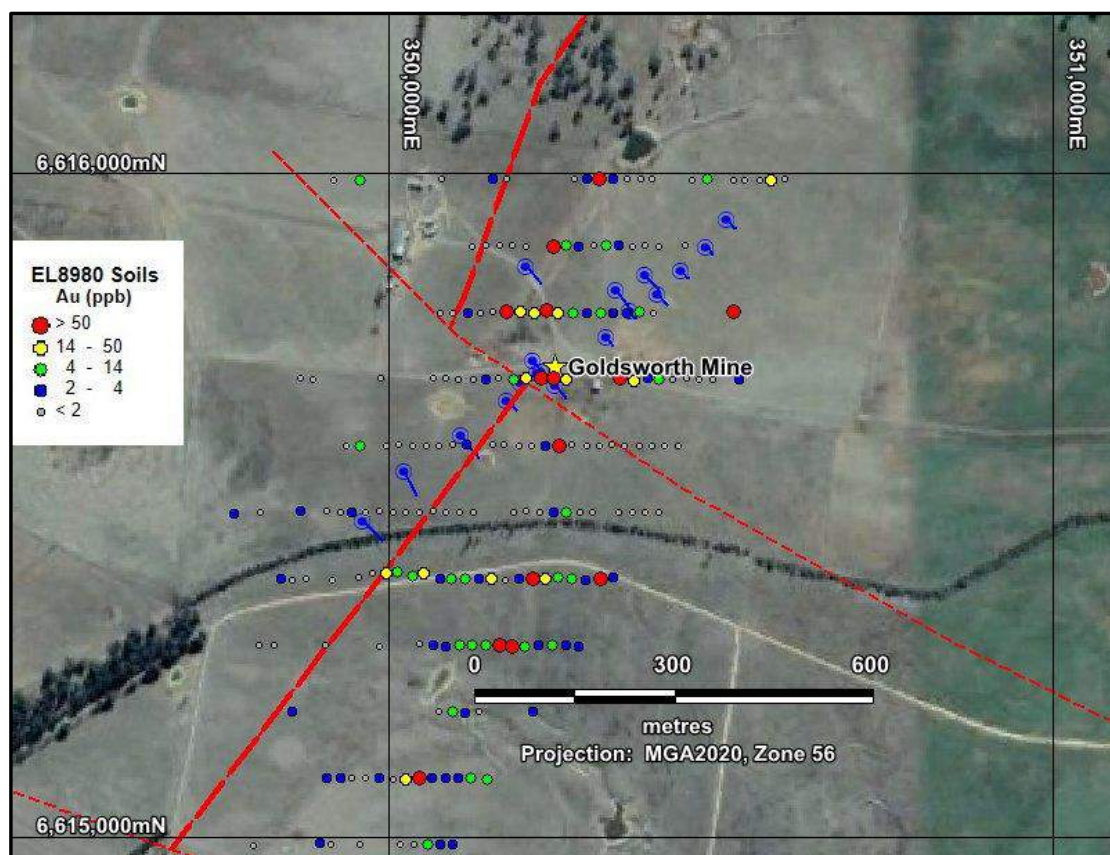 350,000mE
351,000mE
6,616,000mN
EL8980 Soils
Au (ppb)
> 50
14 - 50
4 - 14
2 - 4
< 2
Goldsworth Mine
0 300 600
metres
Projection: MGA2020, Zone 56
6,615,000mN